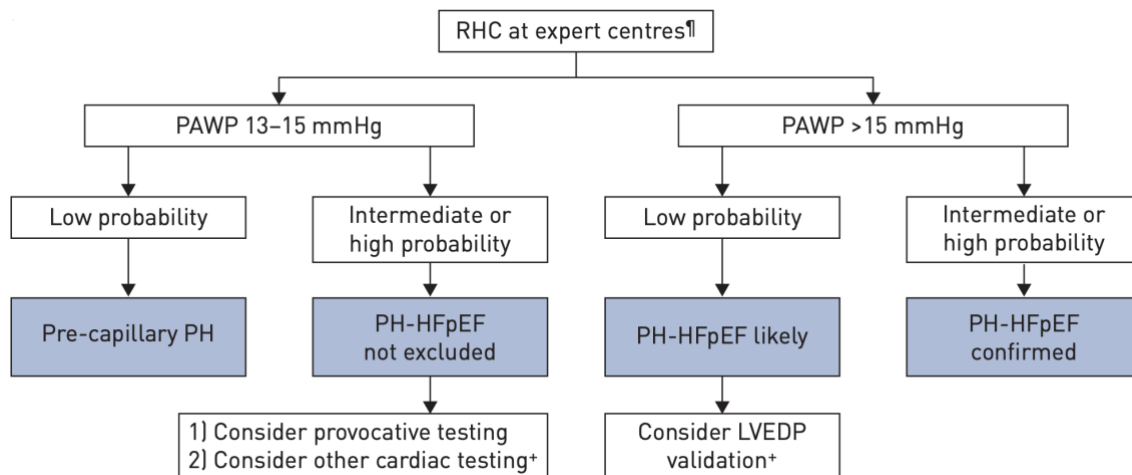 RHC at expert centres¶
PAWP 13–15 mmHg
PAWP >15 mmHg
Low probability
Intermediate or
high probability
Low probability
Intermediate or
high probability
Pre-capillary PH
PH-HFpEF
not excluded
PH-HFpEF likely
PH-HFpEF
confirmed
1) Consider provocative testing
2) Consider other cardiac testing⁺
Consider LVEDP
validation⁺